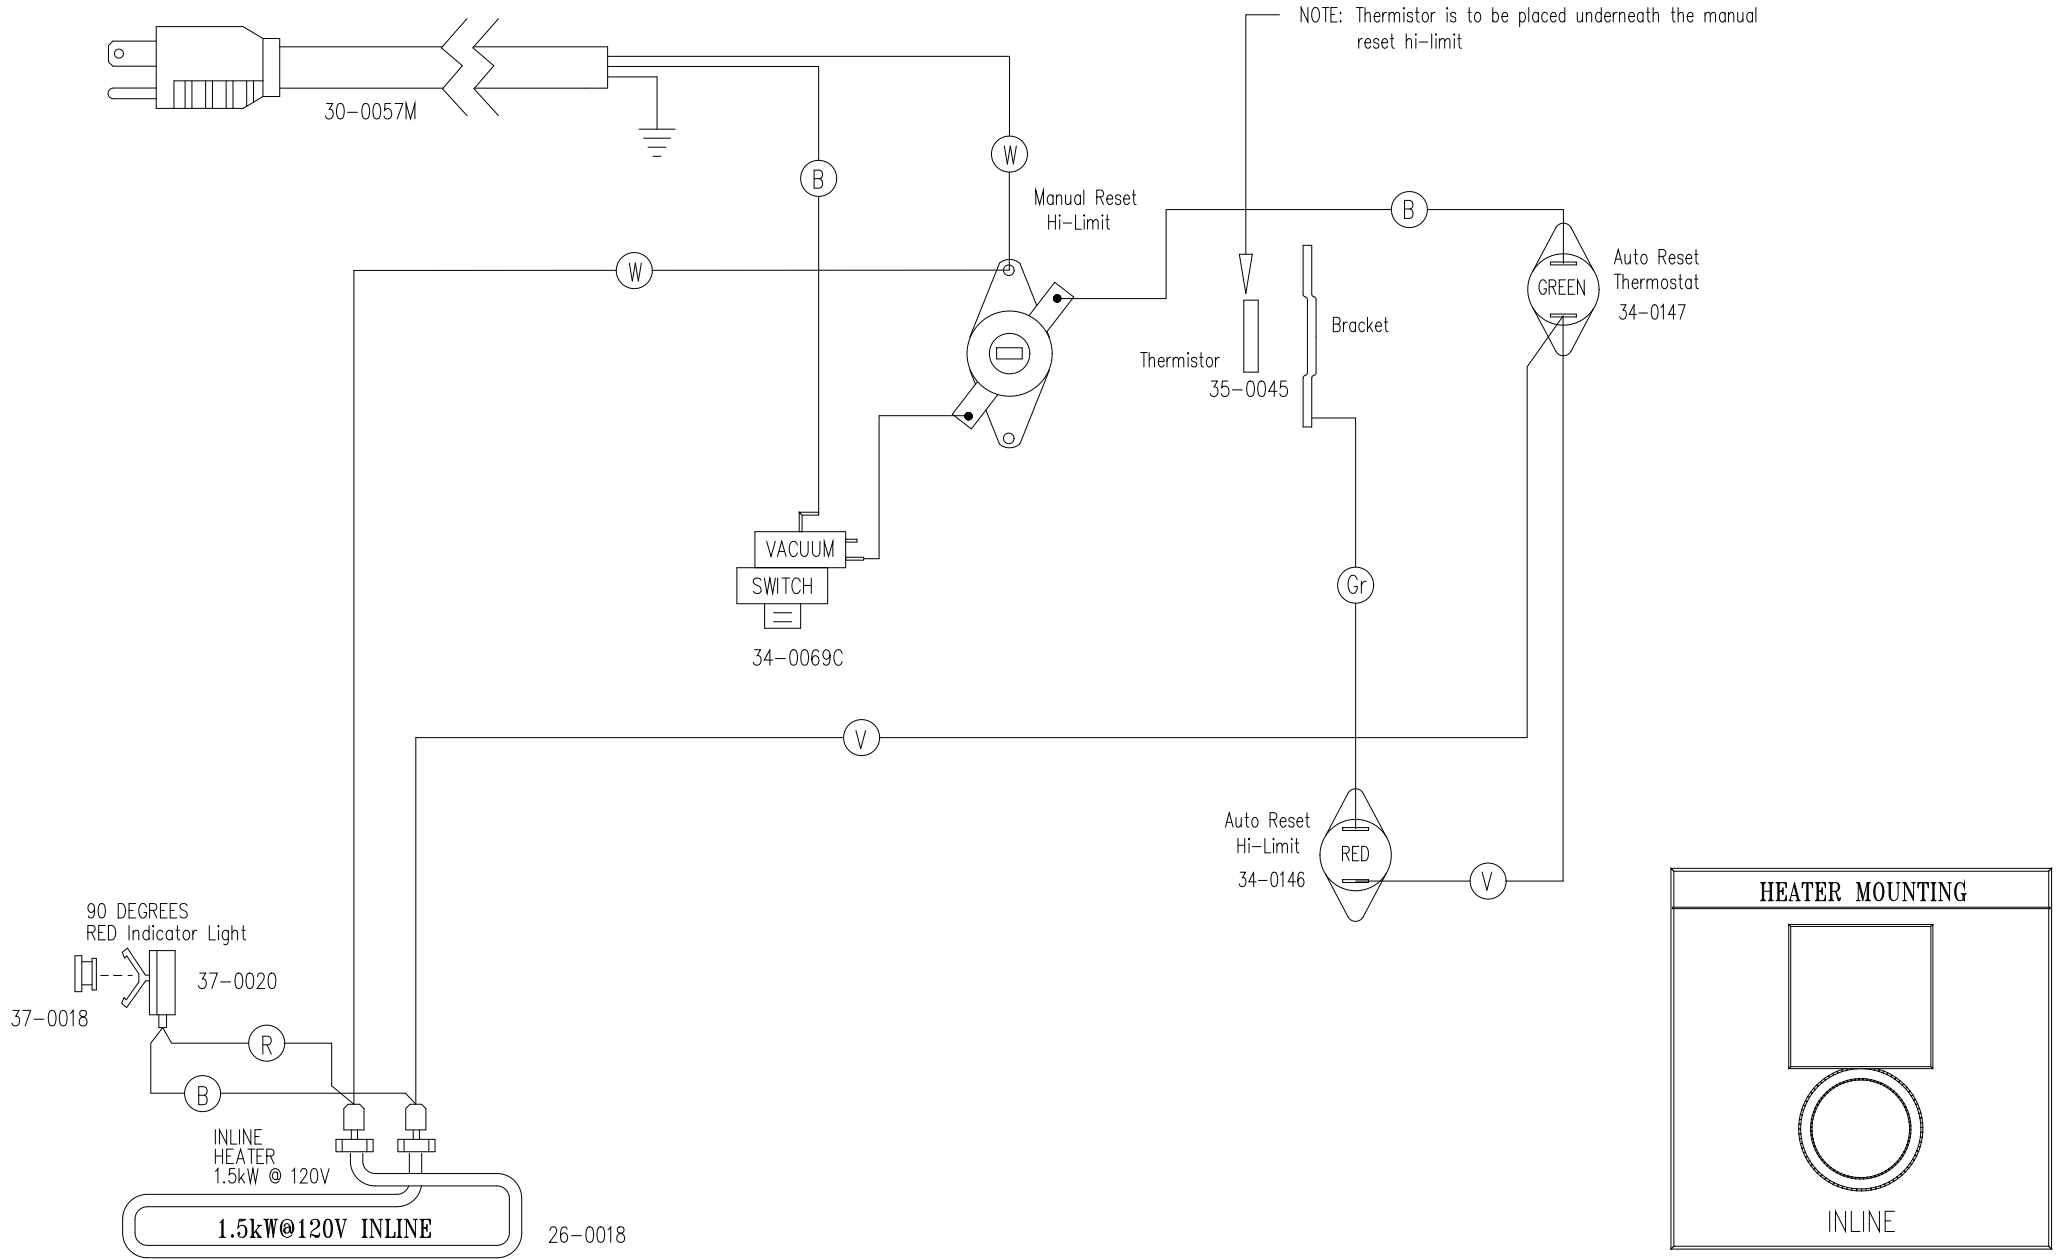 NOTE: Thermistor is to be placed underneath the manual
reset hi-limit
30-0057M
W
B
Manual Reset
Hi-Limit
B
W
Auto Reset
Thermostat
34-0147
GREEN
Bracket
Thermistor
35-0045
VACUUM
SWITCH
34-0069C
Gr
V
Auto Reset
Hi-Limit
34-0146
RED
V
90 DEGREES
RED Indicator Light
37-0020
37-0018
R
B
INLINE
HEATER
1.5kW @ 120V
1.5kW@120V INLINE
26-0018
HEATER MOUNTING
INLINE